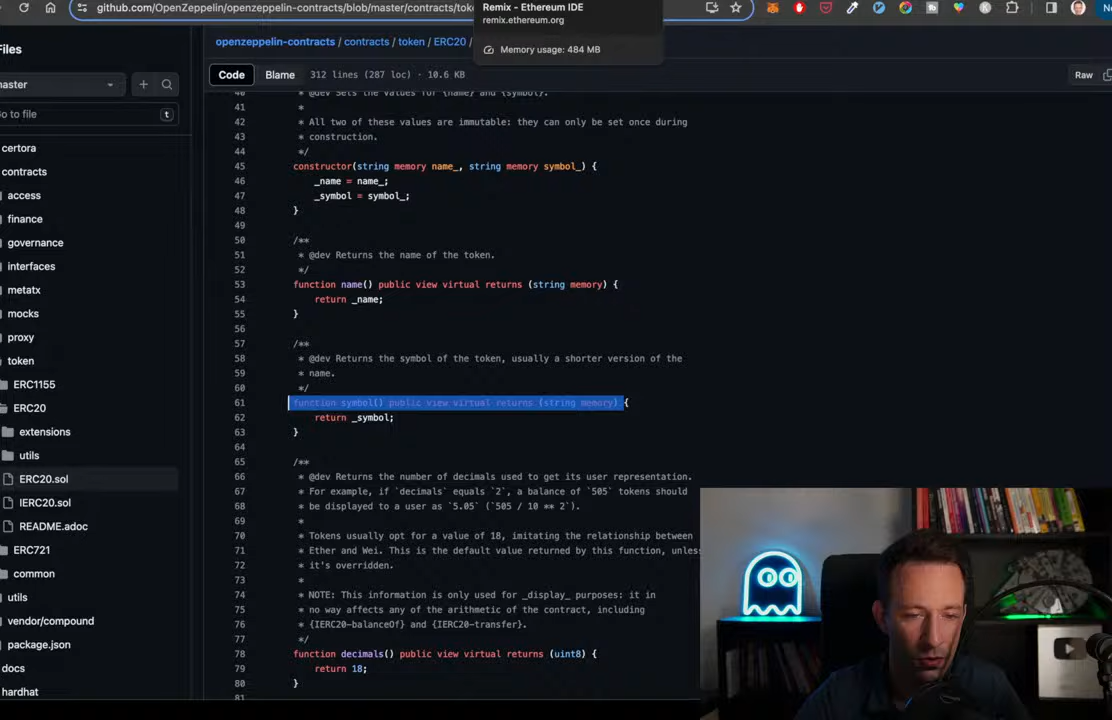 github.com/OpenZeppelin/openzeppelin-contracts/blob/master/contracts/tok
Remix - Ethereum IDE
remix.ethereum.org
Memory usage: 484 MB
Files
openzeppelin-contracts / contracts / token / ERC20 /
master
Code
Blame
312 lines (287 loc) · 10.6 KB
Raw
Go to file
t
certora
contracts
access
finance
governance
interfaces
metatx
mocks
proxy
token
ERC1155
ERC20
extensions
utils
ERC20.sol
IERC20.sol
README.adoc
ERC721
common
utils
vendor/compound
package.json
docs
hardhat
40 * @dev Sets the values for {name} and {symbol}.
41 *
42 * All two of these values are immutable: they can only be set once during
43 * construction.
44 */
45 constructor(string memory name_, string memory symbol_) {
46 _name = name_;
47 _symbol = symbol_;
48 }
49
50 /**
51 * @dev Returns the name of the token.
52 */
53 function name() public view virtual returns (string memory) {
54 return _name;
55 }
56
57 /**
58 * @dev Returns the symbol of the token, usually a shorter version of the
59 * name.
60 */
61 function symbol() public view virtual returns (string memory) {
62 return _symbol;
63 }
64
65 /**
66 * @dev Returns the number of decimals used to get its user representation.
67 * For example, if `decimals` equals `2`, a balance of `505` tokens should
68 * be displayed to a user as `5.05` (`505 / 10 ** 2`).
69 *
70 * Tokens usually opt for a value of 18, imitating the relationship between
71 * Ether and Wei. This is the default value returned by this function, unless
72 * it's overridden.
73 *
74 * NOTE: This information is only used for _display_ purposes: it in
75 * no way affects any of the arithmetic of the contract, including
76 * {IERC20-balanceOf} and {IERC20-transfer}.
77 */
78 function decimals() public view virtual returns (uint8) {
79 return 18;
80 }
81